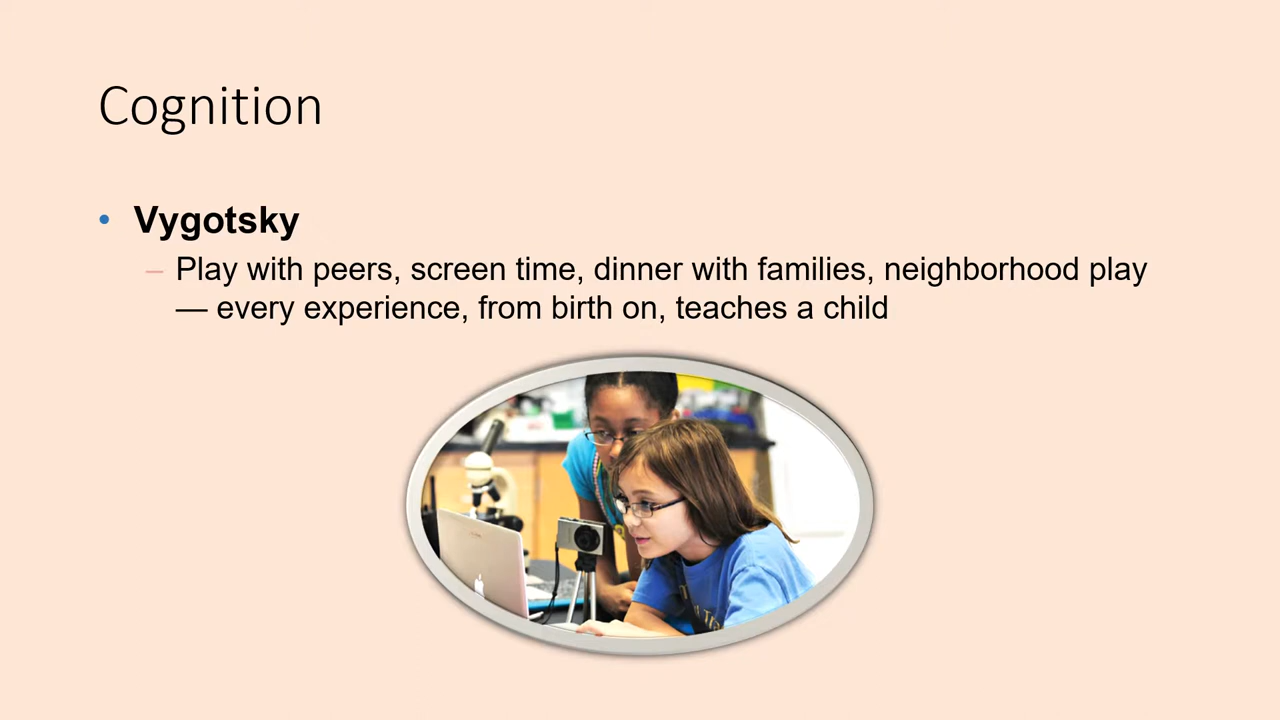 Cognition
• Vygotsky
– Play with peers, screen time, dinner with families, neighborhood play
— every experience, from birth on, teaches a child